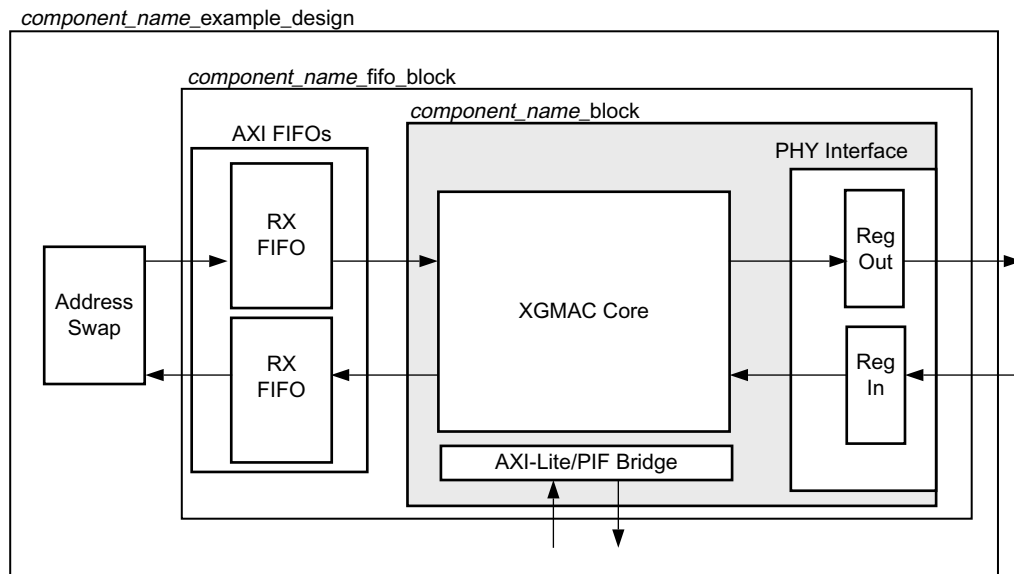 component_name_example_design
component_name_fifo_block
component_name_block
AXI FIFOs
PHY Interface
RX
FIFO
Reg
Out
Address
Swap
XGMAC Core
RX
FIFO
Reg
In
AXI-Lite/PIF Bridge